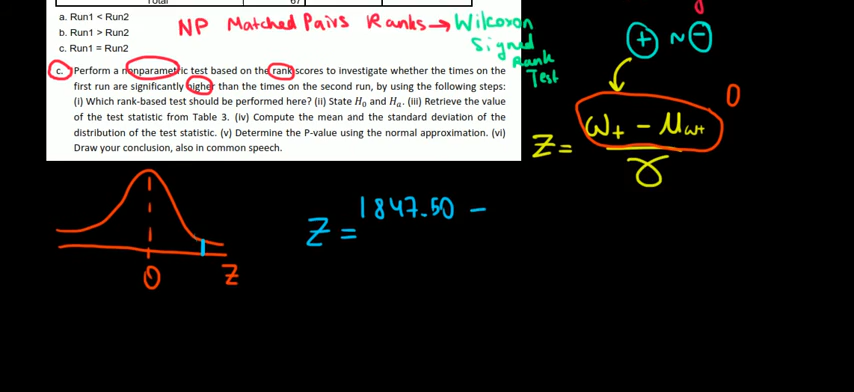 Total 67
a. Run1 < Run2
b. Run1 > Run2
c. Run1 = Run2
NP Matched Pairs Ranks → Wilcoxon
Signed
Rank
Test
+ ~ -
c. Perform a nonparametric test based on the rank scores to investigate whether the times on the
first run are significantly higher than the times on the second run, by using the following steps:
(i) Which rank-based test should be performed here? (ii) State H₀ and Hₐ. (iii) Retrieve the value
of the test statistic from Table 3. (iv) Compute the mean and the standard deviation of the
distribution of the test statistic. (v) Determine the P-value using the normal approximation. (vi)
Draw your conclusion, also in common speech.
0
Z = (W+ - μw+) / σ
Z = 1847.50 -
0 Z